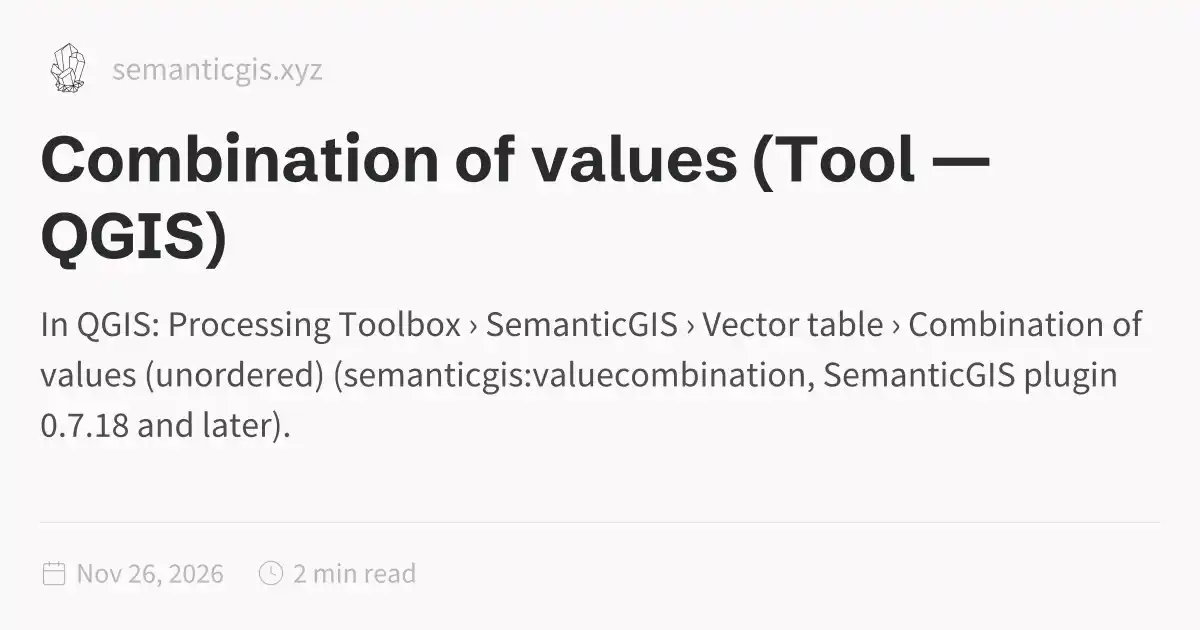 semanticgis.xyz
Combination of values (Tool —
QGIS)
In QGIS: Processing Toolbox › SemanticGIS › Vector table › Combination of
values (unordered) (semanticgis:valuecombination, SemanticGIS plugin
0.7.18 and later).
Nov 26, 2026 2 min read